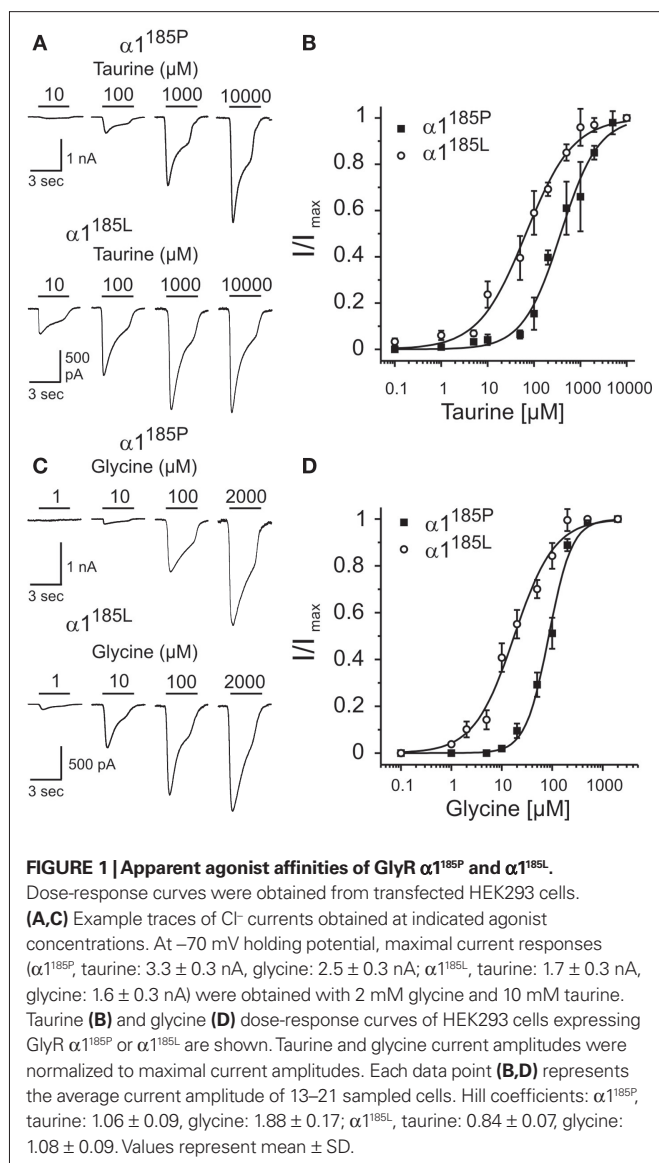 A
α1185P
Taurine (μM)
10 100 1000 10000
1 nA
3 sec
α1185L
Taurine (μM)
10 100 1000 10000
500
pA
3 sec
B
α1185P
α1185L
I/Imax
1
0.8
0.6
0.4
0.2
0
0.1 1 10 100 1000 10000
Taurine [μM]
C
α1185P
Glycine (μM)
1 10 100 2000
1 nA
3 sec
α1185L
Glycine (μM)
1 10 100 2000
500 pA
3 sec
D
α1185P
α1185L
I/Imax
1
0.8
0.6
0.4
0.2
0
0.1 1 10 100 1000
Glycine [μM]
FIGURE 1 | Apparent agonist affinities of GlyR α1185P and α1185L.
Dose-response curves were obtained from transfected HEK293 cells.
(A,C) Example traces of Cl– currents obtained at indicated agonist
concentrations. At –70 mV holding potential, maximal current responses
(α1185P, taurine: 3.3 ± 0.3 nA, glycine: 2.5 ± 0.3 nA; α1185L, taurine: 1.7 ± 0.3 nA,
glycine: 1.6 ± 0.3 nA) were obtained with 2 mM glycine and 10 mM taurine.
Taurine (B) and glycine (D) dose-response curves of HEK293 cells expressing
GlyR α1185P or α1185L are shown. Taurine and glycine current amplitudes were
normalized to maximal current amplitudes. Each data point (B,D) represents
the average current amplitude of 13–21 sampled cells. Hill coefficients: α1185P,
taurine: 1.06 ± 0.09, glycine: 1.88 ± 0.17; α1185L, taurine: 0.84 ± 0.07, glycine:
1.08 ± 0.09. Values represent mean ± SD.